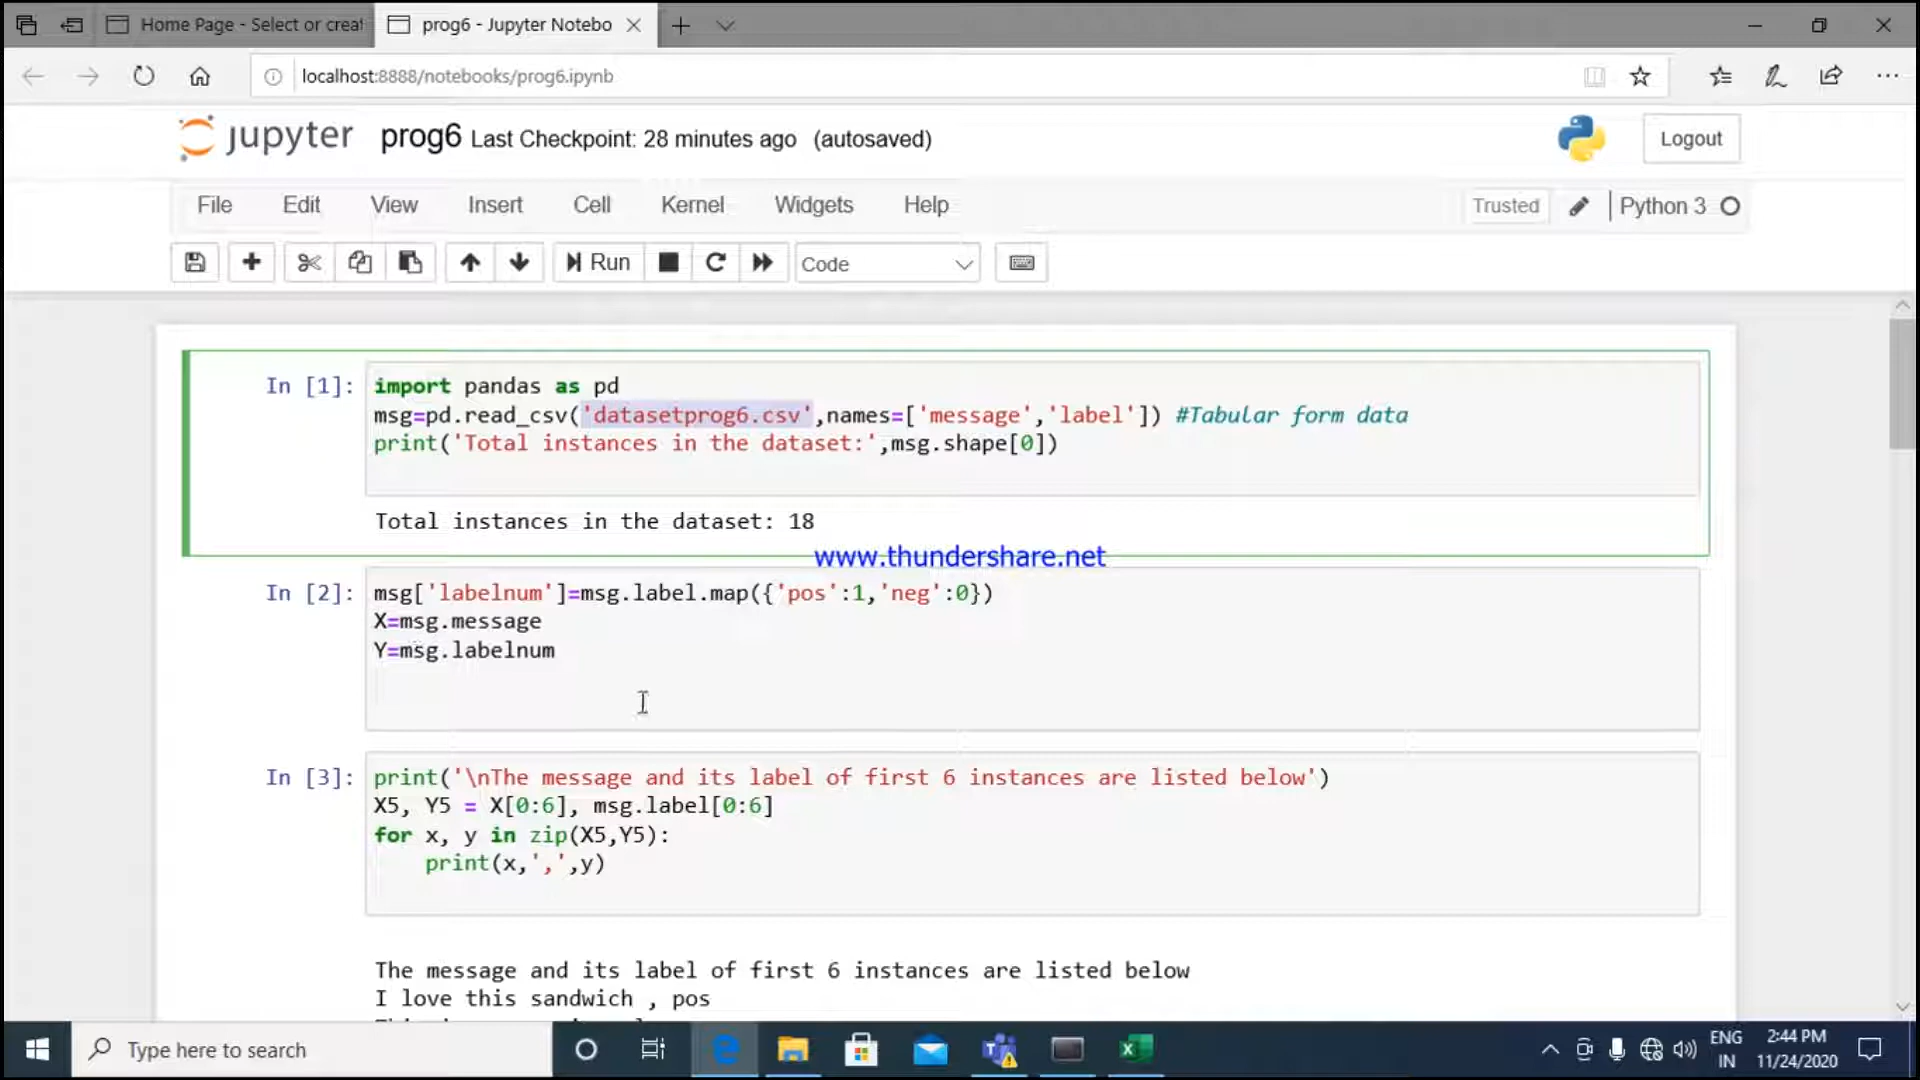 Home Page - Select or creat
prog6 - Jupyter Notebo
localhost:8888/notebooks/prog6.ipynb
jupyter prog6 Last Checkpoint: 28 minutes ago (autosaved)
Logout
File Edit View Insert Cell Kernel Widgets Help
Trusted
Python 3
Run
Code
In [1]: import pandas as pd
msg=pd.read_csv('datasetprog6.csv',names=['message','label']) #Tabular form data
print('Total instances in the dataset:',msg.shape[0])
Total instances in the dataset: 18
www.thundershare.net
In [2]: msg['labelnum']=msg.label.map({'pos':1,'neg':0})
X=msg.message
Y=msg.labelnum
In [3]: print('\nThe message and its label of first 6 instances are listed below')
X5, Y5 = X[0:6], msg.label[0:6]
for x, y in zip(X5,Y5):
print(x,',',y)
The message and its label of first 6 instances are listed below
I love this sandwich , pos
Type here to search
ENG
IN
2:44 PM
11/24/2020